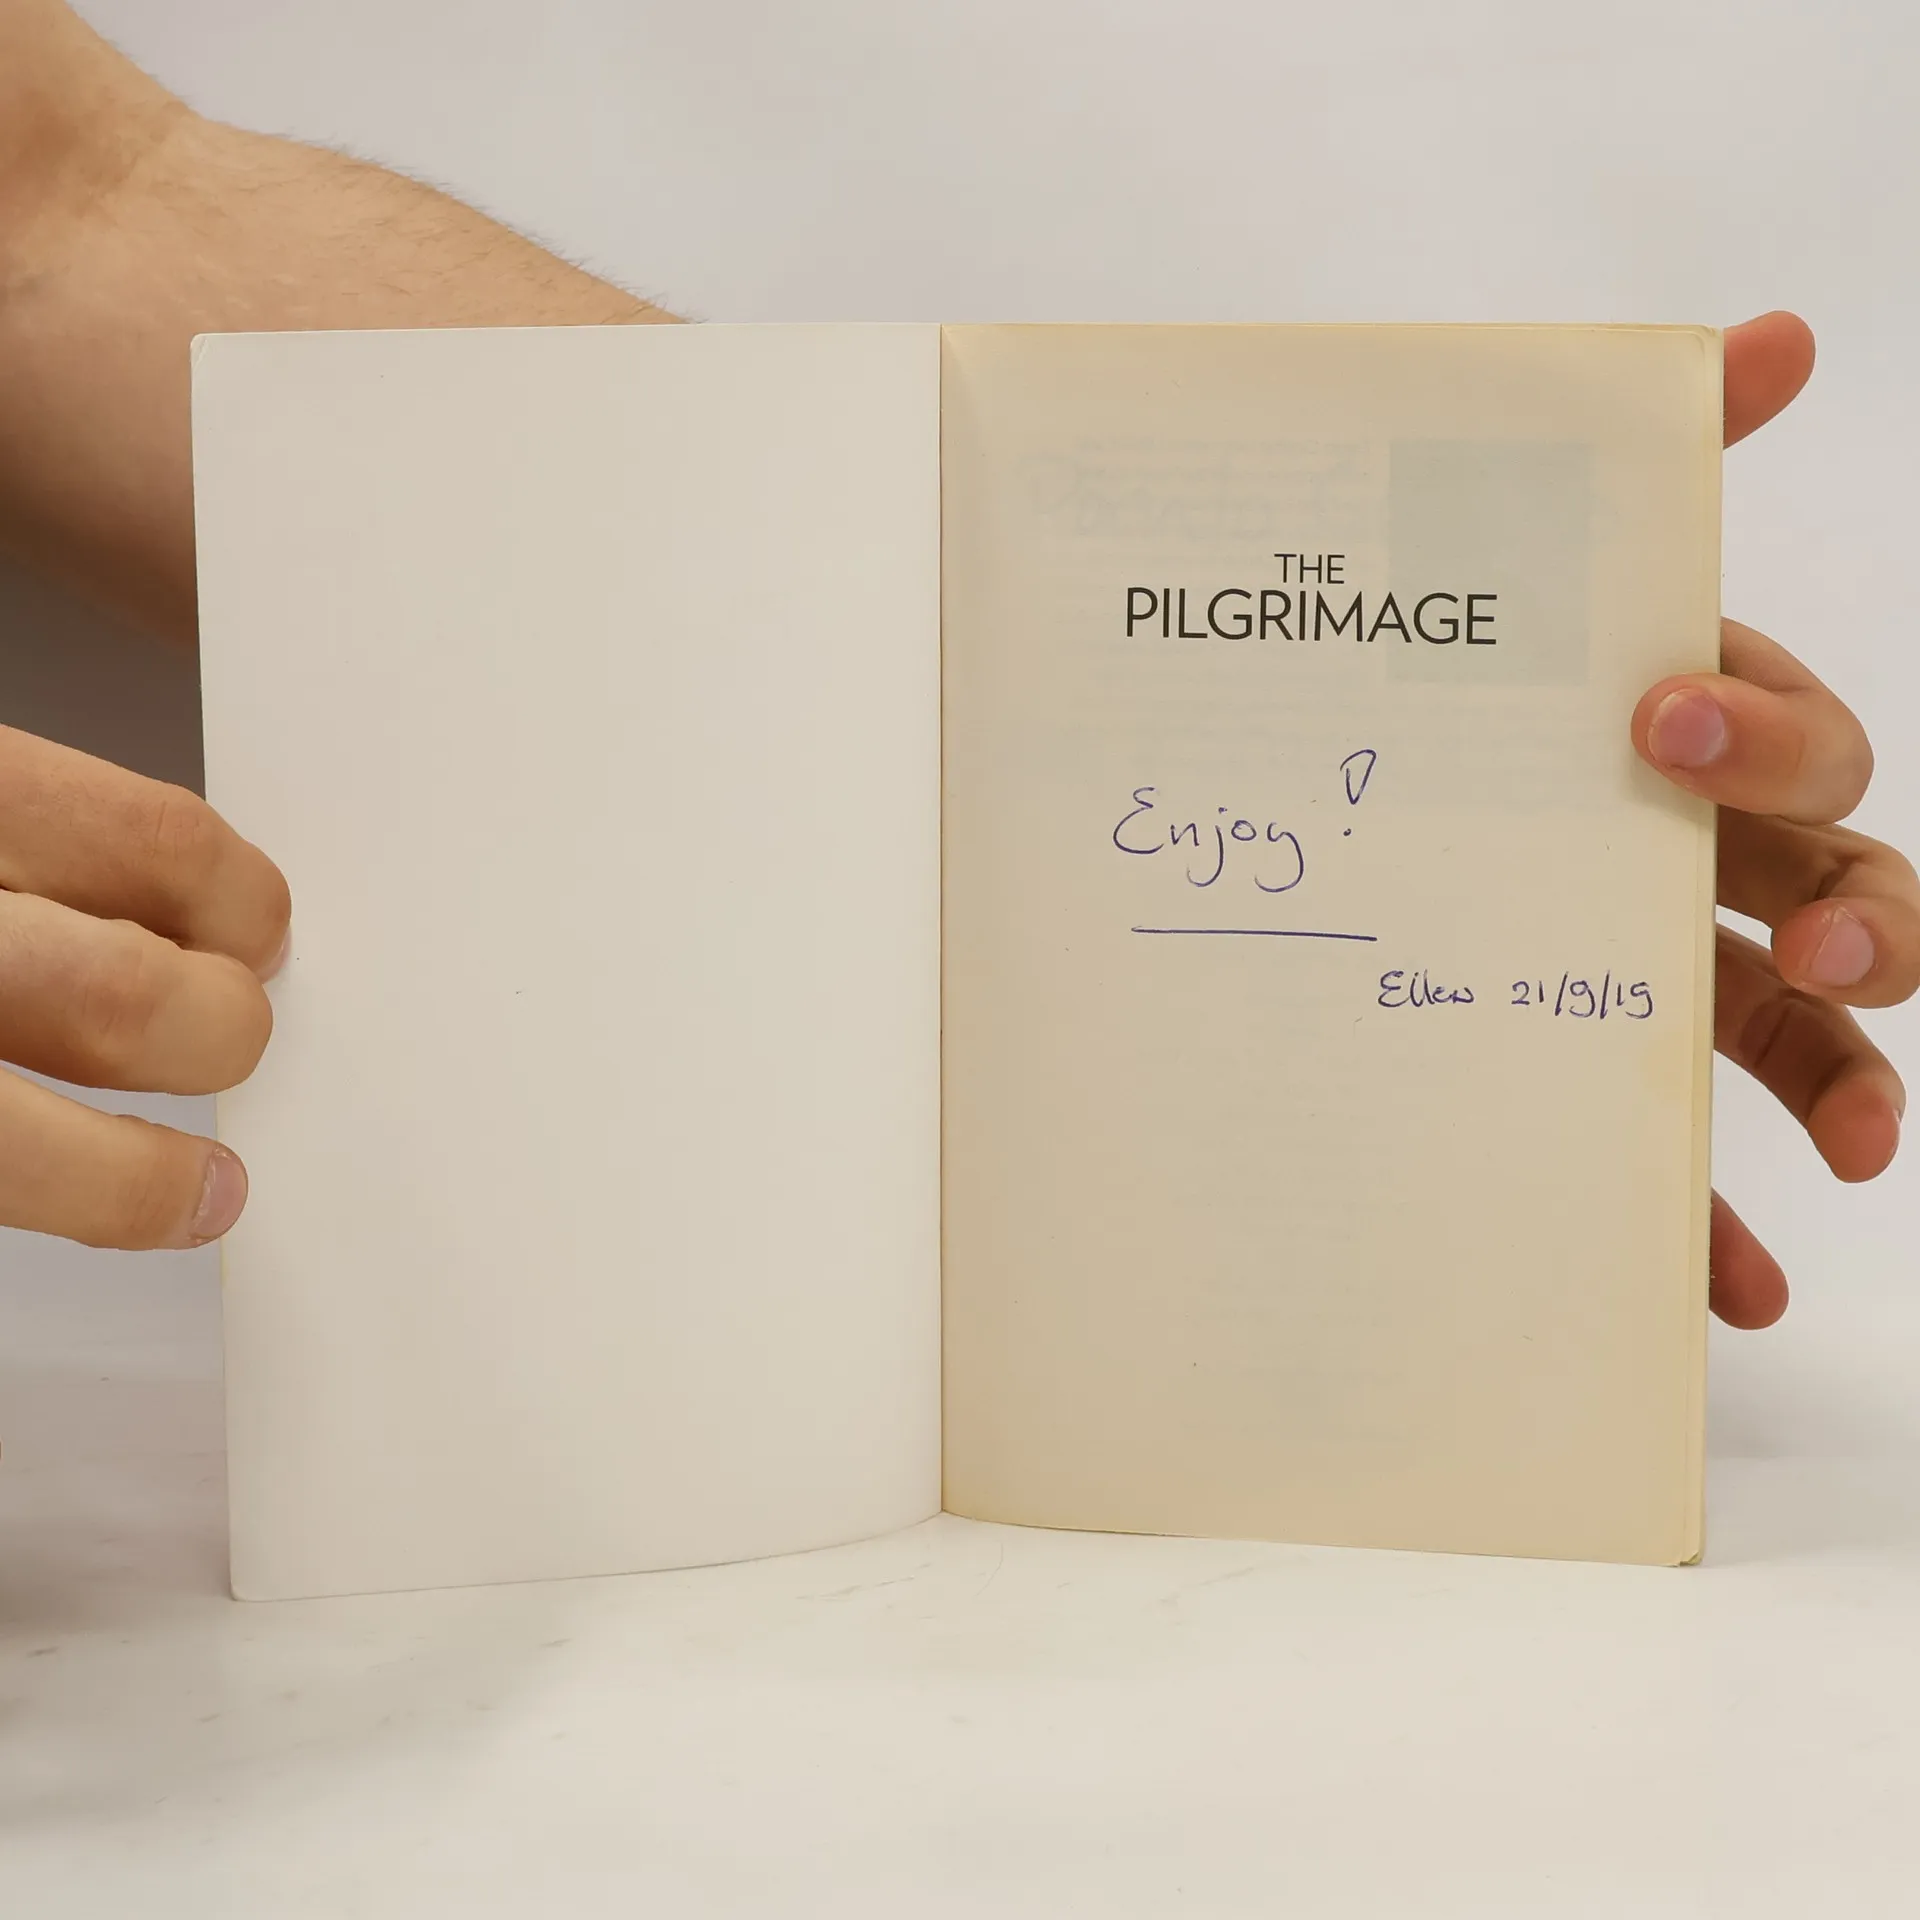 THE
PILGRIMAGE
Enjoy!
Ellen 21/9/19